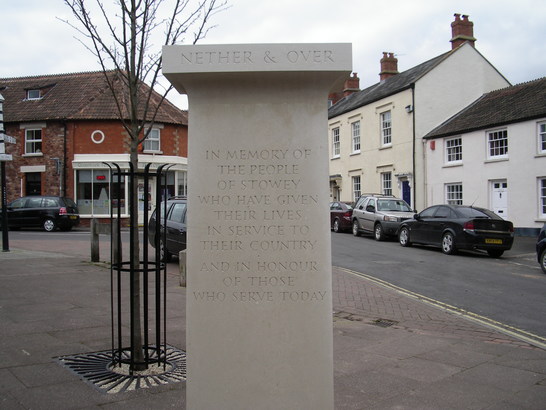 NETHER & OVER
IN MEMORY OF
THE PEOPLE
OF STOWEY
WHO HAVE GIVEN
THEIR LIVES
IN SERVICE TO
THEIR COUNTRY
AND IN HONOUR
OF THOSE
WHO SERVE TODAY